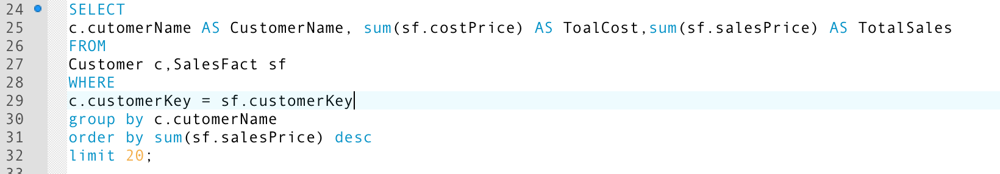 24 SELECT
25 c.cutomerName AS CustomerName, sum(sf.costPrice) AS ToalCost,sum(sf.salesPrice) AS TotalSales
26 FROM
27 Customer c,SalesFact sf
28 WHERE
29 c.customerKey = sf.customerKey
30 group by c.cutomerName
31 order by sum(sf.salesPrice) desc
32 limit 20;
33